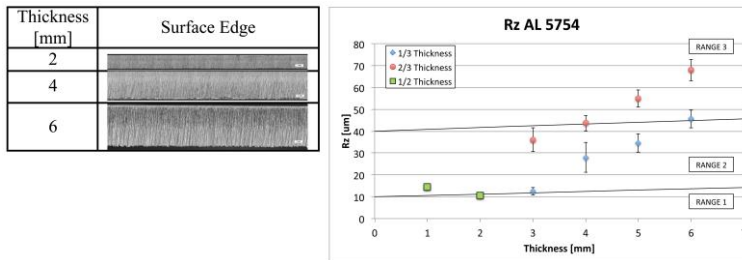 Thickness
[mm]
Surface Edge
2
4
6
Rz AL 5754
Rz [um]
80
70
60
50
40
30
20
10
0
1/3 Thickness
2/3 Thickness
1/2 Thickness
RANGE 3
RANGE 2
RANGE 1
0 1 2 3 4 5 6
Thickness [mm]